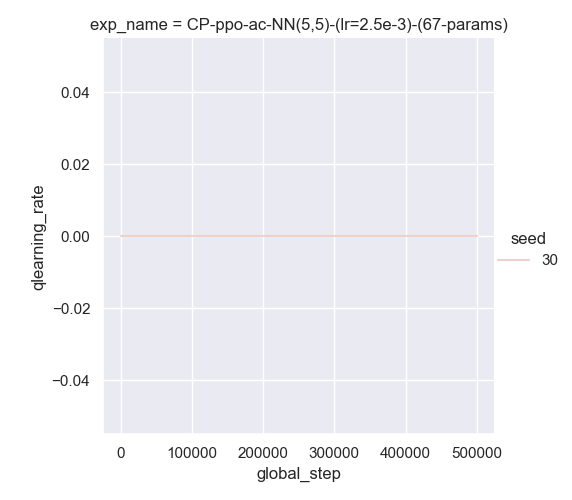 exp_name = CP-ppo-ac-NN(5,5)-(lr=2.5e-3)-(67-params)
0.04
0.02
0.00
−0.02
−0.04
qlearning_rate
seed
30
0 100000 200000 300000 400000 500000
global_step